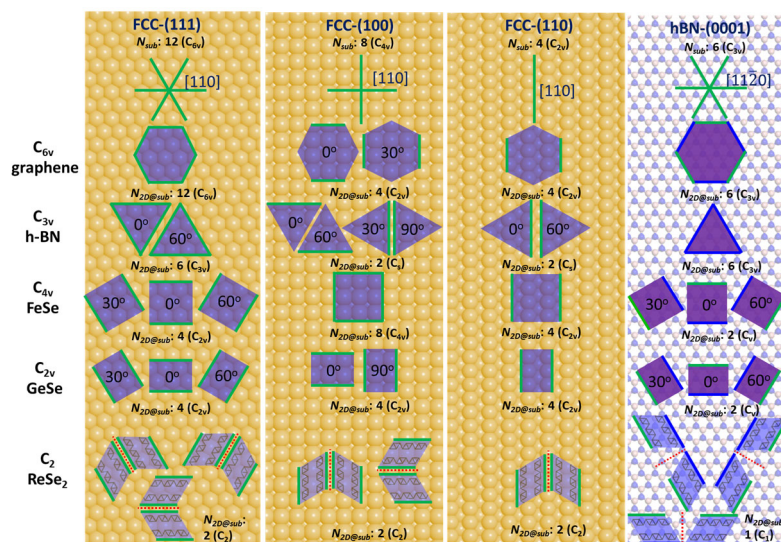 FCC-(111) FCC-(100) FCC-(110) hBN-(0001)
N_sub: 12 (C_6v) N_sub: 8 (C_4v) N_sub: 4 (C_2v) N_sub: 6 (C_3v)
[110] [110] [110] [112̄0]
C_6v
graphene
0° 30°
N_2D@sub: 12 (C_6v) N_2D@sub: 4 (C_2v) N_2D@sub: 4 (C_2v) N_2D@sub: 6 (C_3v)
C_3v
h-BN
0° 60° 0° 60° 30° 90° 0° 60°
N_2D@sub: 6 (C_3v) N_2D@sub: 2 (C_s) N_2D@sub: 2 (C_s) N_2D@sub: 6 (C_3v)
C_4v
FeSe
30° 0° 60° 30° 0° 60°
N_2D@sub: 4 (C_2v) N_2D@sub: 8 (C_4v) N_2D@sub: 4 (C_2v) N_2D@sub: 2 (C_v)
C_2v
GeSe
30° 0° 60° 0° 90° 30° 0° 60°
N_2D@sub: 4 (C_2v) N_2D@sub: 4 (C_2v) N_2D@sub: 4 (C_2v) N_2D@sub: 2 (C_v)
C_2
ReSe_2
N_2D@sub:
2 (C_2) N_2D@sub: 2 (C_2) N_2D@sub: 2 (C_2)
N_2D@sub:
1 (C_1)